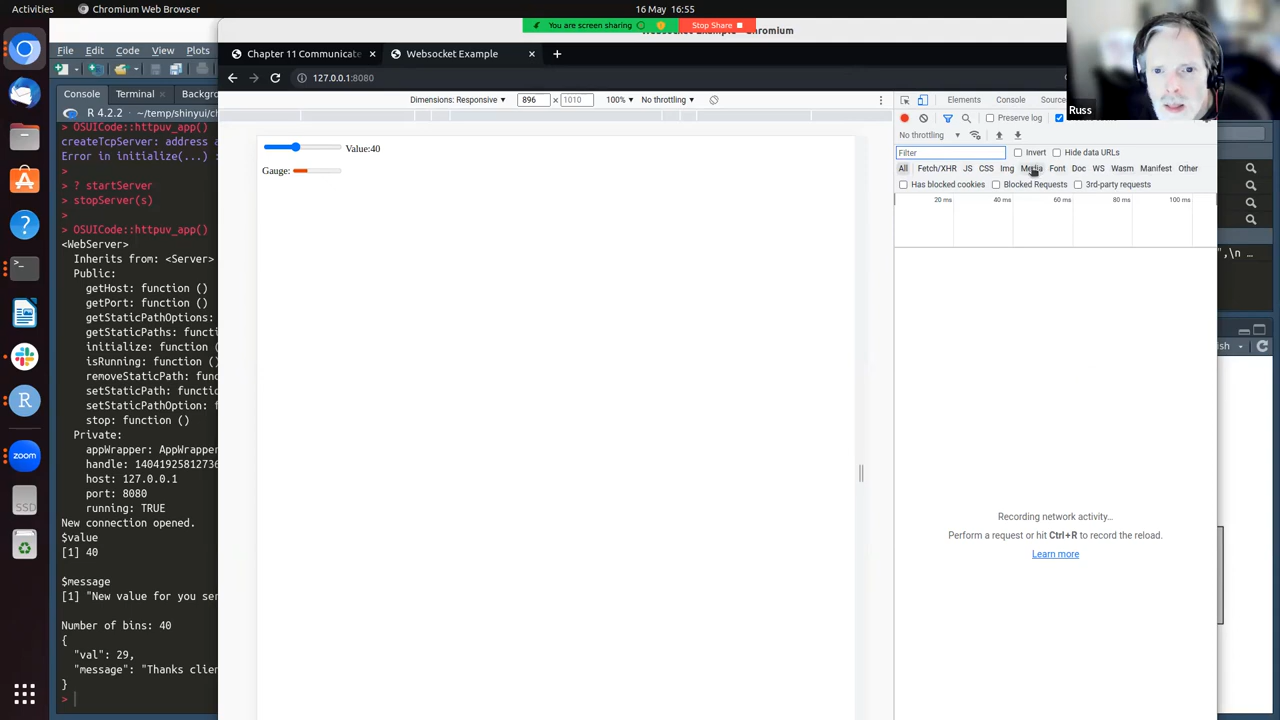 Activities
Chromium Web Browser
16 May 16:55
You are screen sharing
Stop Share
File Edit Code View Plots
Chapter 11 Communicate
Websocket Example
127.0.0.1:8080
Console
Terminal
R 4.2.2
~/temp/shinyui/
> OSUICode::httpuv_app()
createTcpServer: address a
Error in initialize(...) :
>
> ? startServer
> stopServer(s)
>
> OSUICode::httpuv_app()
<WebServer>
Inherits from: <Server>
Public:
getHost: function ()
getPort: function ()
getStaticPathOptions:
getStaticPaths: functi
initialize: function (
isRunning: function ()
removeStaticPath: func
setStaticPath: functio
setStaticPathOption: f
stop: function ()
Private:
appWrapper: AppWrapper
handle: 14041925812736
host: 127.0.0.1
port: 8080
running: TRUE
New connection opened.
$value
[1] 40
$message
[1] "New value for you ser
Number of bins: 40
{
"val": 29,
"message": "Thanks clien
}
>
zoom
SSD
Dimensions: Responsive
896 × 1010
100%
No throttling
Value:40
Gauge:
Russ
Elements
Console
Preserve log
No throttling
Filter
Invert
Hide data URLs
All Fetch/XHR JS CSS Img Media Font Doc WS Wasm Manifest Other
Has blocked cookies
Blocked Requests
3rd-party requests
20 ms 40 ms 60 ms 80 ms 100 ms
Recording network activity…
Perform a request or hit Ctrl+R to record the reload.
Learn more
",\n …